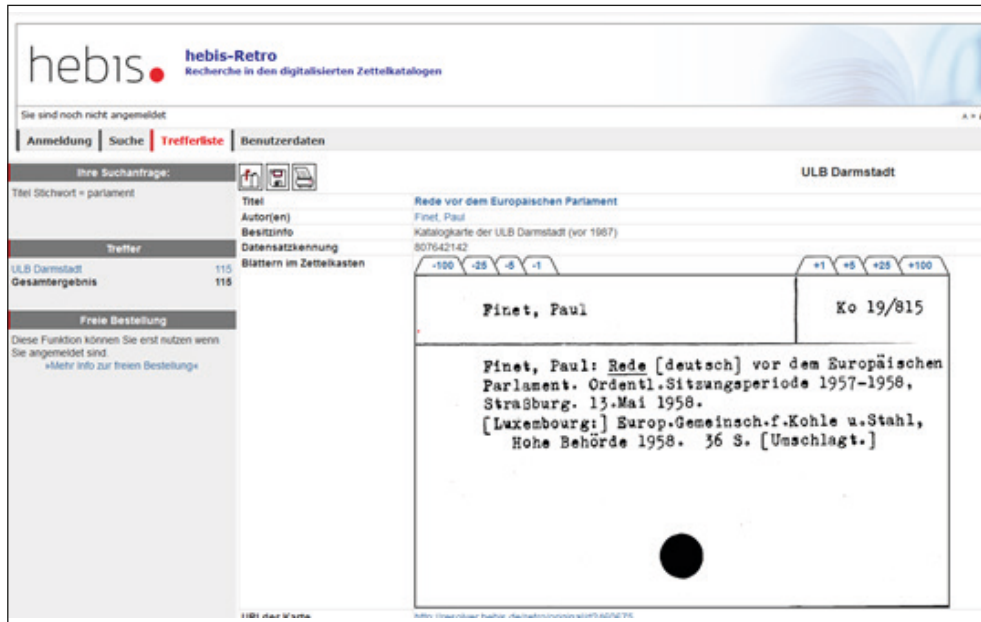 hebis
hebis-Retro
Recherche in den digitalisierten Zettelkatalogen
Sie sind noch nicht angemeldet
Anmeldung | Suche | Trefferliste | Benutzerdaten
Ihre Suchanfrage:
Titel Stichwort = parlament
Treffer
ULB Darmstadt 115
Gesamtergebnis 115
Freie Bestellung
Diese Funktion können Sie erst nutzen wenn
Sie angemeldet sind.
»Mehr Info zur freien Bestellung«
ULB Darmstadt
Titel Rede vor dem Europäischen Parlament
Autor(en) Finet, Paul
Besitzinfo Katalogkarte der ULB Darmstadt (vor 1987)
Datensatzkennung 807642142
Blättern im Zettelkasten
-100 -25 -5 -1 +1 +5 +25 +100
Finet, Paul Ko 19/815
Finet, Paul: Rede [deutsch] vor dem Europäischen
Parlament. Ordentl.Sitzungsperiode 1957-1958,
Straßburg. 13.Mai 1958.
[Luxembourg:] Europ.Gemeinsch.f.Kohle u.Stahl,
Hohe Behörde 1958. 36 S. [Umschlagt.]
URI der Karte